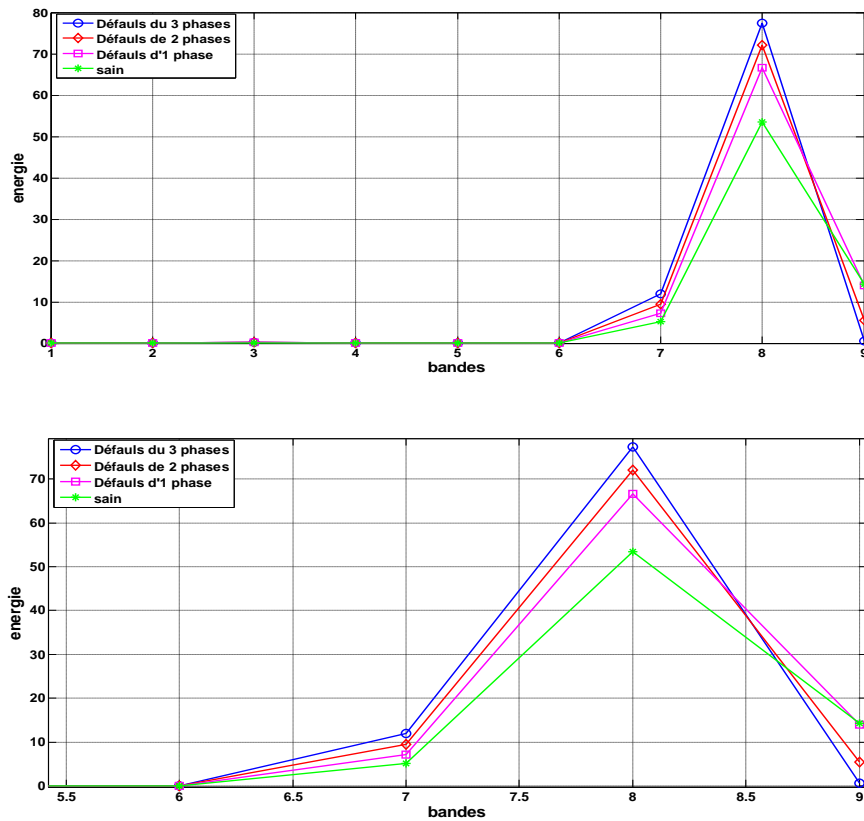 80
70
60
50
40
30
20
10
0
energie
Défauls du 3 phases
Défauls de 2 phases
Défauls d'1 phase
sain
1 2 3 4 5 6 7 8 9
bandes
70
60
50
40
30
20
10
0
energie
Défauls du 3 phases
Défauls de 2 phases
Défauls d'1 phase
sain
5.5 6 6.5 7 7.5 8 8.5 9
bandes